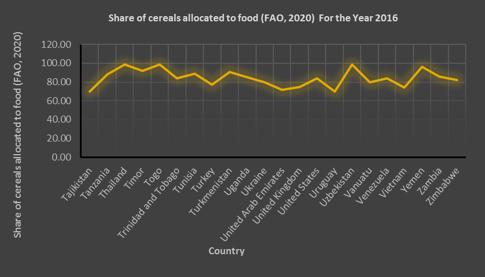 Share of cereals allocated to food (FAO, 2020) For the Year 2016
Share of cereals allocated to food (FAO, 2020)
120.00
100.00
80.00
60.00
40.00
20.00
0.00
Tajikistan
Tanzania
Thailand
Timor
Togo
Trinidad and Tobago
Tunisia
Turkey
Turkmenistan
Uganda
Ukraine
United Arab Emirates
United Kingdom
United States
Uruguay
Uzbekistan
Vanuatu
Venezuela
Vietnam
Yemen
Zambia
Zimbabwe
Country